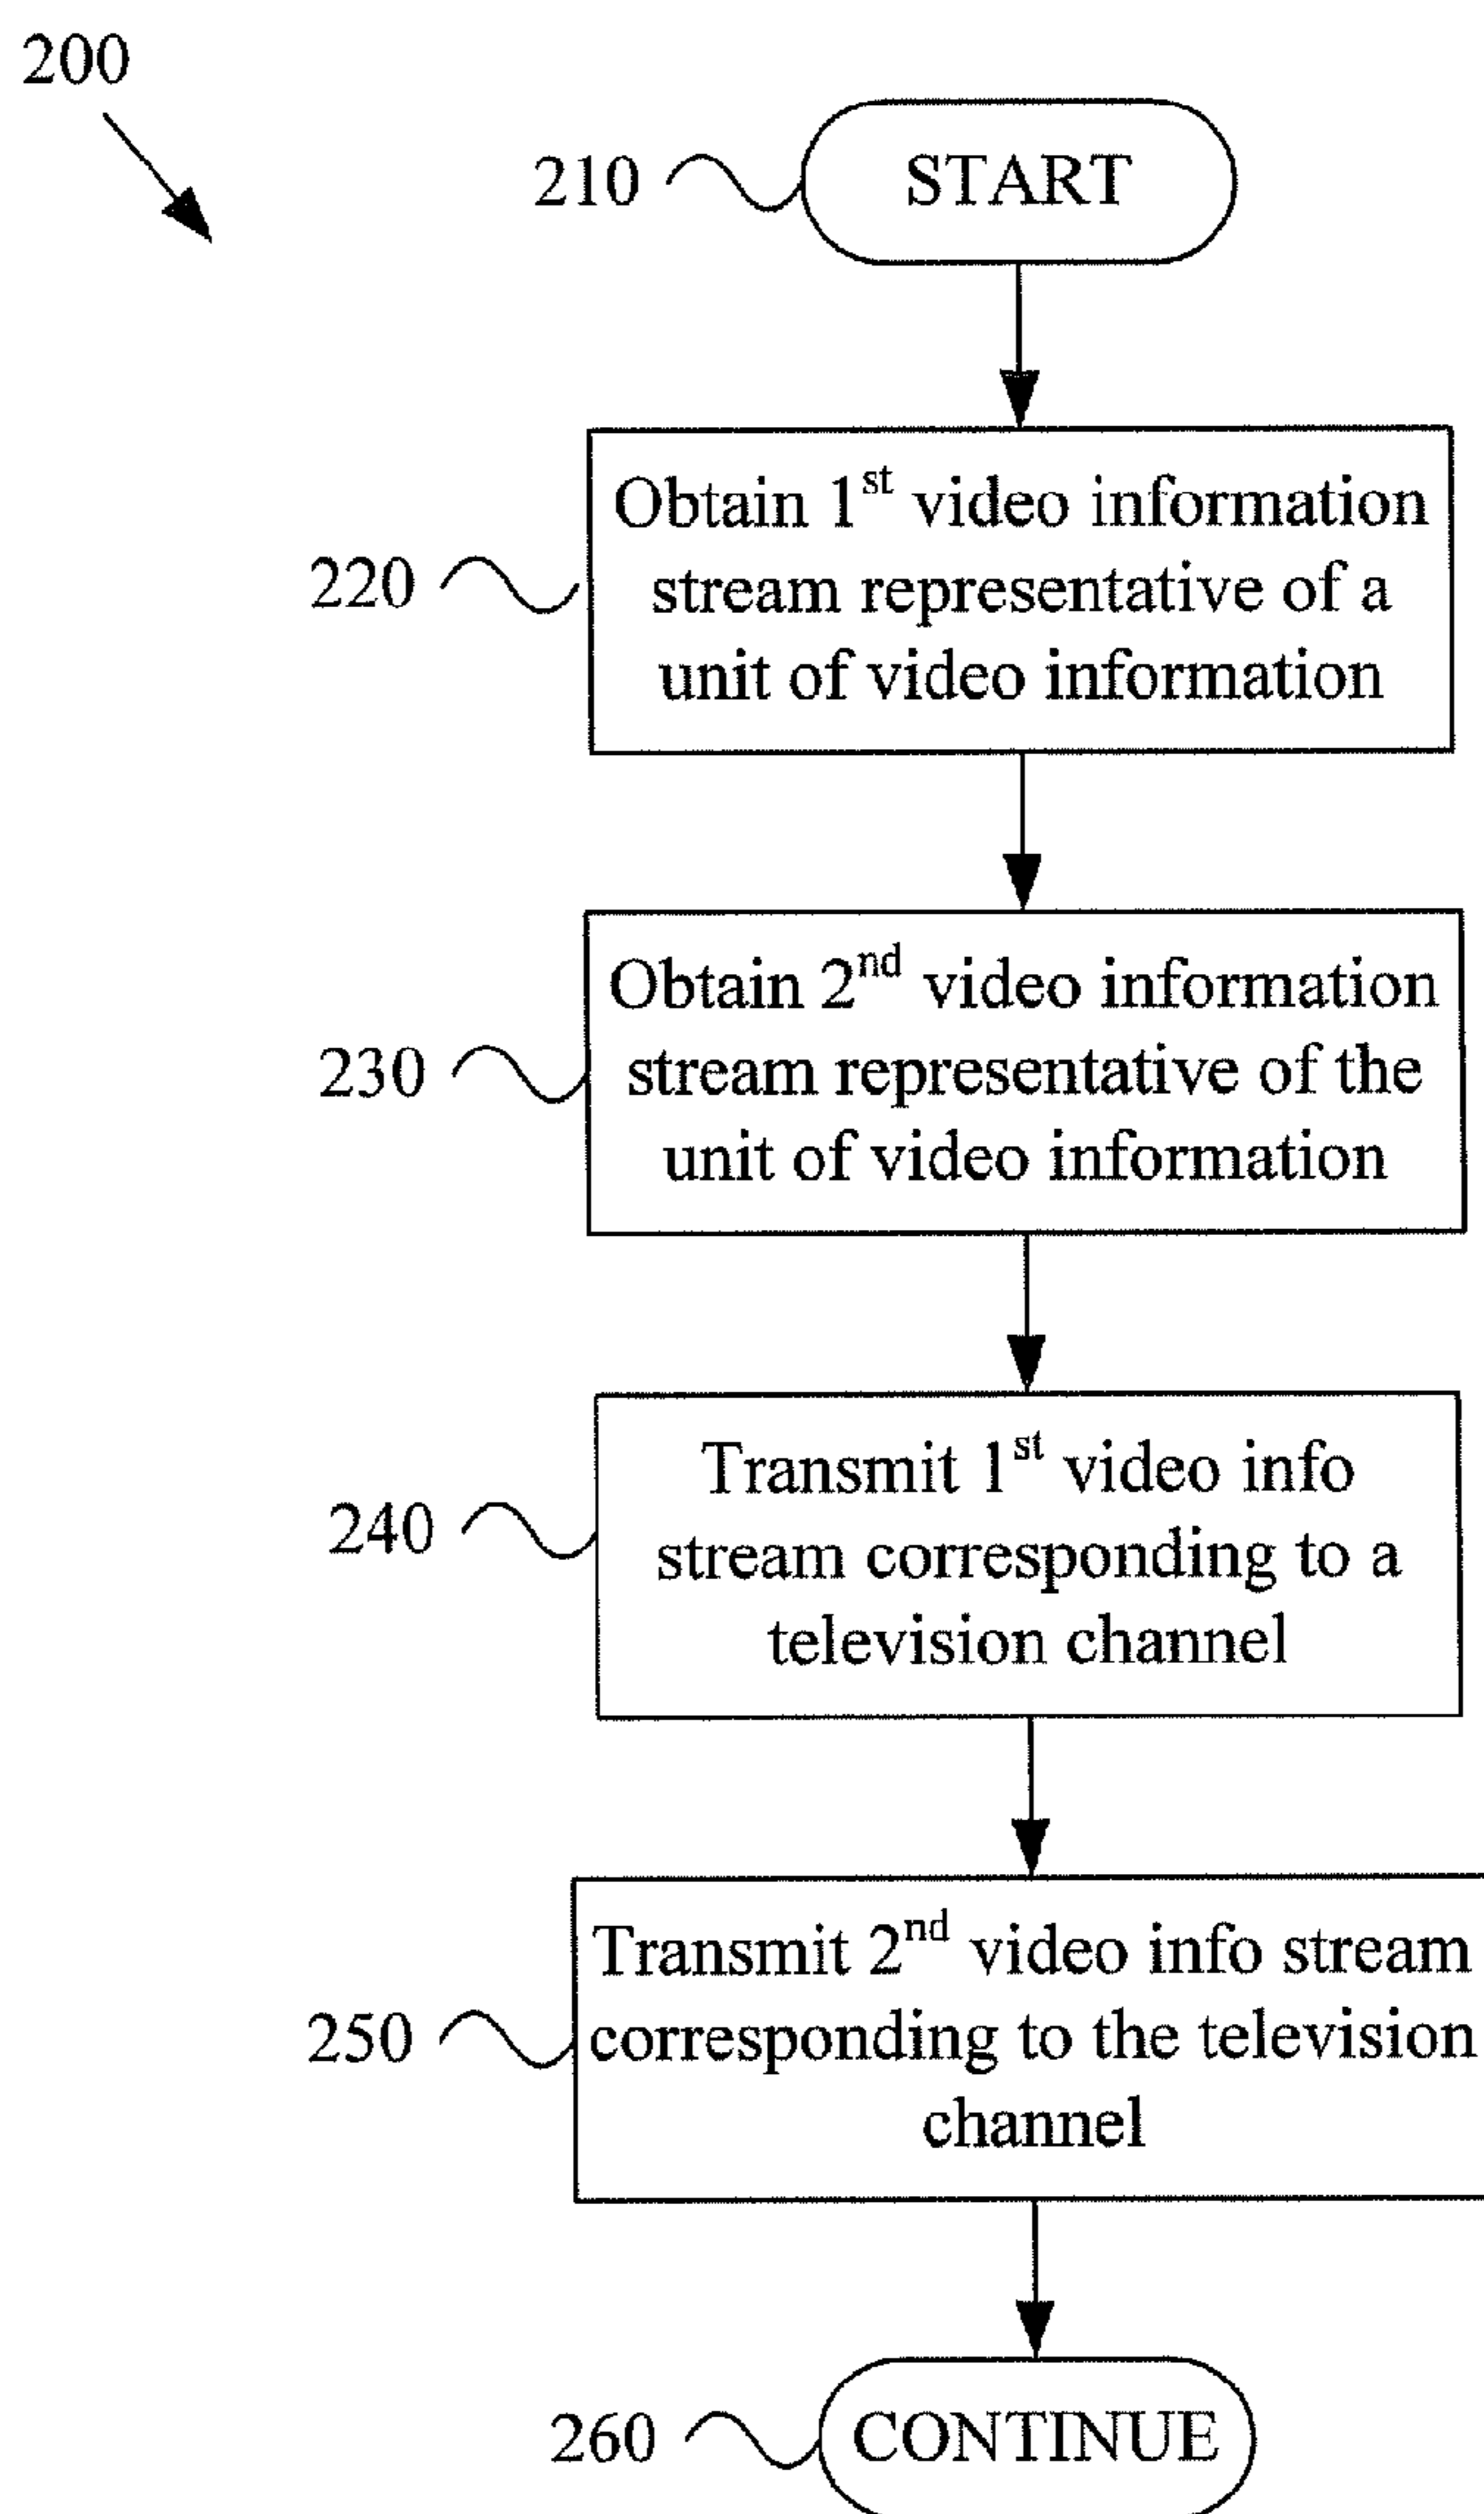 200
210
START
220
Obtain 1st video information
stream representative of a
unit of video information
230
Obtain 2nd video information
stream representative of the
unit of video information
240
Transmit 1st video info
stream corresponding to a
television channel
250
Transmit 2nd video info stream
corresponding to the television
channel
260
CONTINUE